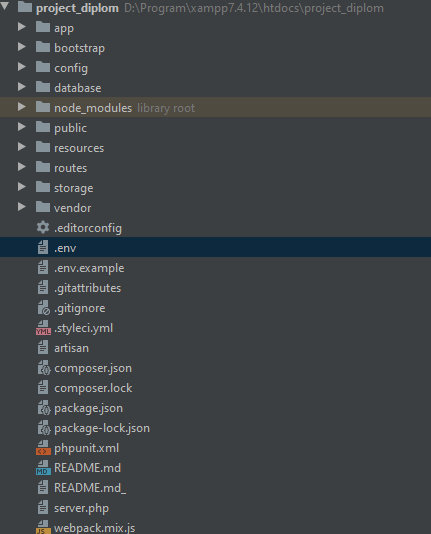 project_diplom D:\Program\xampp7.4.12\htdocs\project_diplom
app
bootstrap
config
database
node_modules library root
public
resources
routes
storage
vendor
.editorconfig
.env
.env.example
.gitattributes
.gitignore
.styleci.yml
artisan
composer.json
composer.lock
package.json
package-lock.json
phpunit.xml
README.md
README.md_
server.php
webpack.mix.js